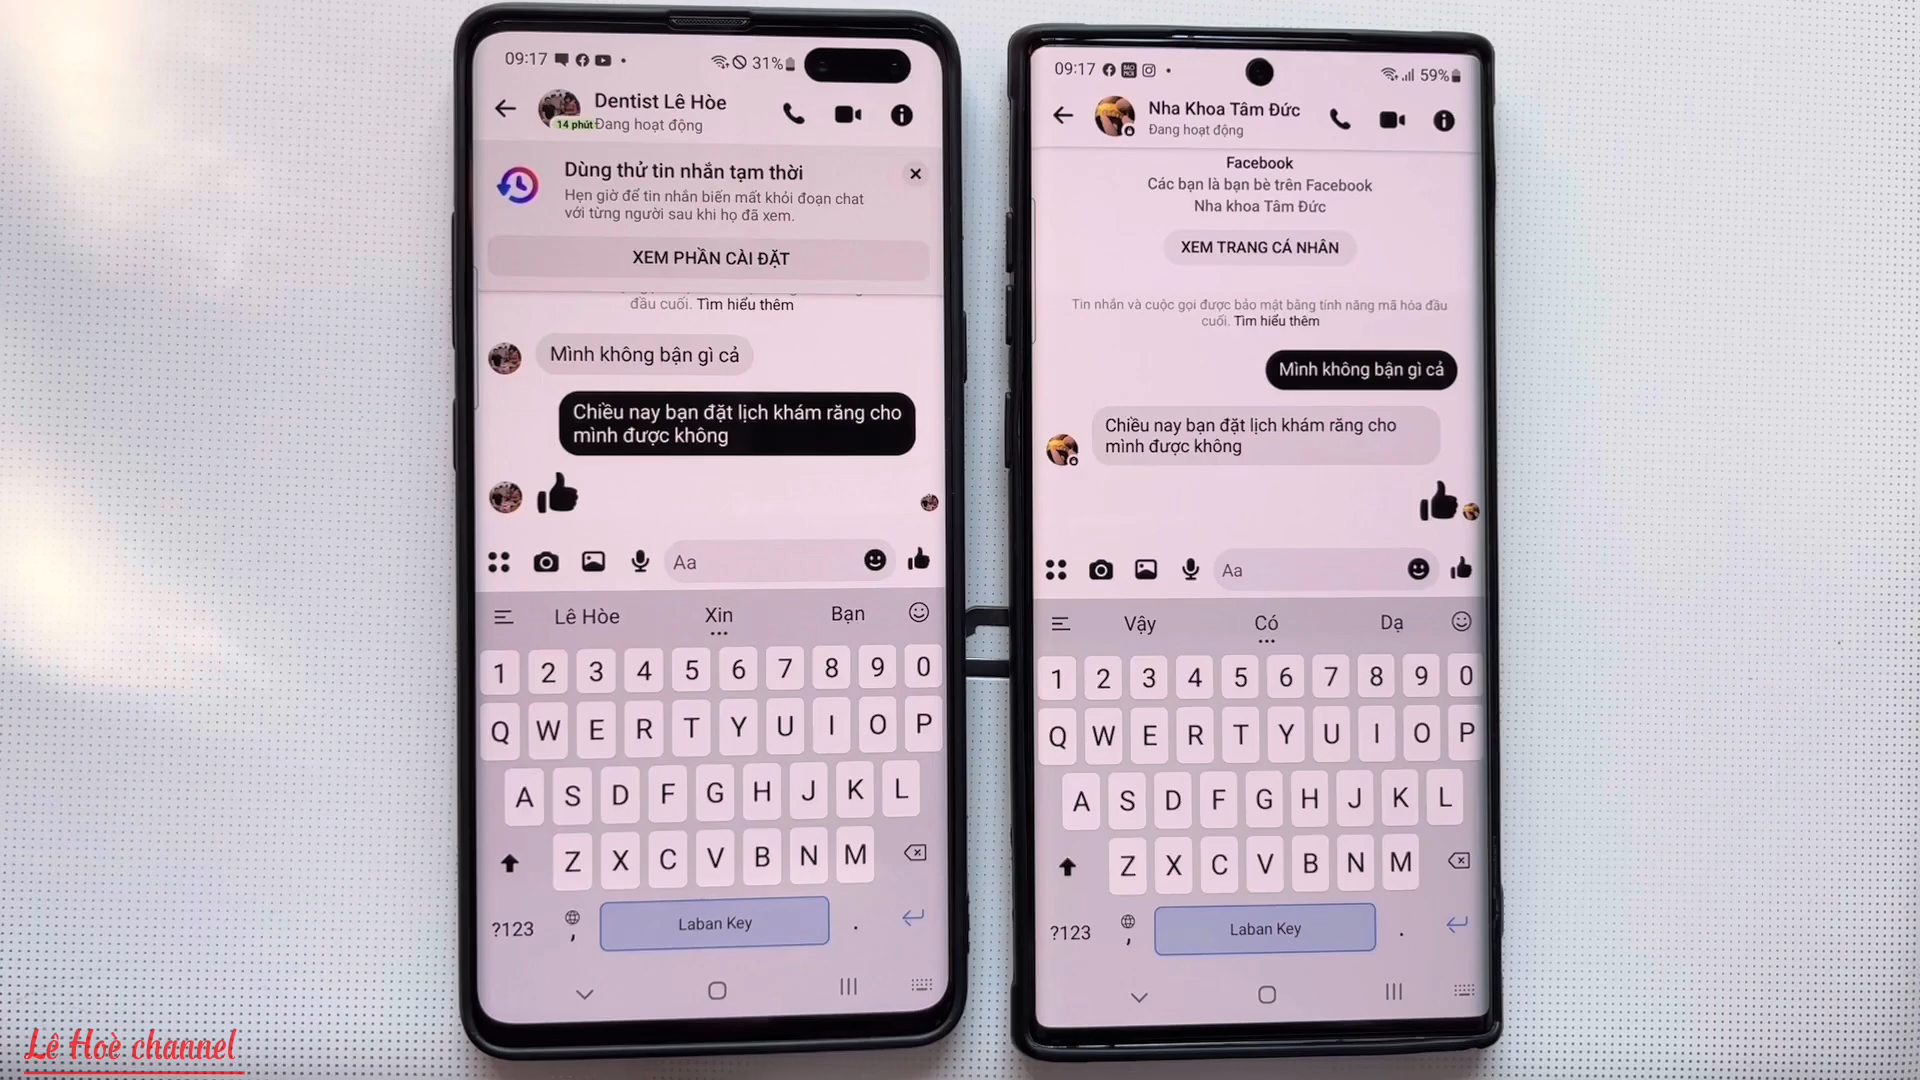 09:17
31%
Dentist Lê Hòe
14 phút
Đang hoạt động
Dùng thử tin nhắn tạm thời
Hẹn giờ để tin nhắn biến mất khỏi đoạn chat
với từng người sau khi họ đã xem.
XEM PHẦN CÀI ĐẶT
đầu cuối. Tìm hiểu thêm
Mình không bận gì cả
Chiều nay bạn đặt lịch khám răng cho
mình được không
Aa
Lê Hòe Xin Bạn
1 2 3 4 5 6 7 8 9 0
Q W E R T Y U I O P
A S D F G H J K L
Z X C V B N M
?123 , Laban Key .
09:17
59%
Nha Khoa Tâm Đức
Đang hoạt động
Facebook
Các bạn là bạn bè trên Facebook
Nha khoa Tâm Đức
XEM TRANG CÁ NHÂN
Tin nhắn và cuộc gọi được bảo mật bằng tính năng mã hóa đầu
cuối. Tìm hiểu thêm
Mình không bận gì cả
Chiều nay bạn đặt lịch khám răng cho
mình được không
Aa
Vậy Có Dạ
1 2 3 4 5 6 7 8 9 0
Q W E R T Y U I O P
A S D F G H J K L
Z X C V B N M
?123 , Laban Key .
Lê Hoè channel